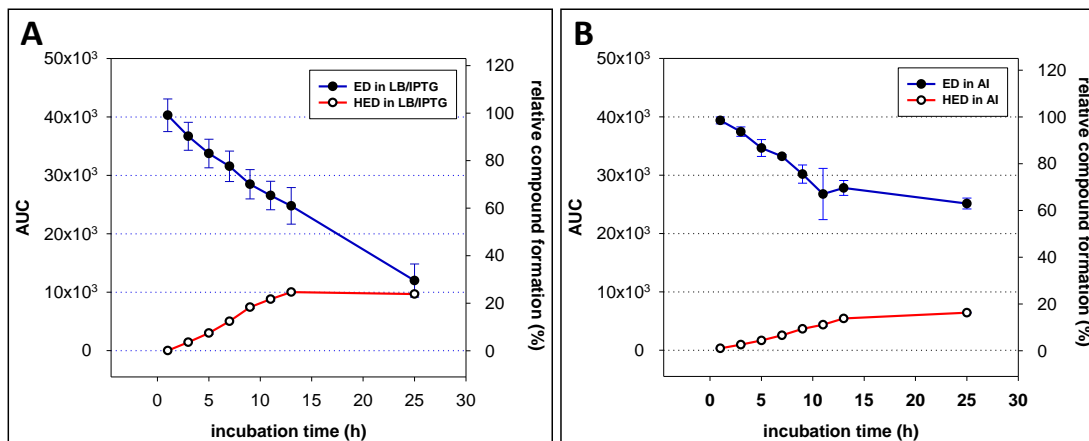 A
50x10³
40x10³
30x10³
20x10³
10x10³
0
AUC
120
100
80
60
40
20
0
relative compound formation (%)
ED in LB/IPTG
HED in LB/IPTG
0 5 10 15 20 25 30
incubation time (h)
B
50x10³
40x10³
30x10³
20x10³
10x10³
0
AUC
120
100
80
60
40
20
0
relative compound formation (%)
ED in AI
HED in AI
0 5 10 15 20 25 30
incubation time (h)